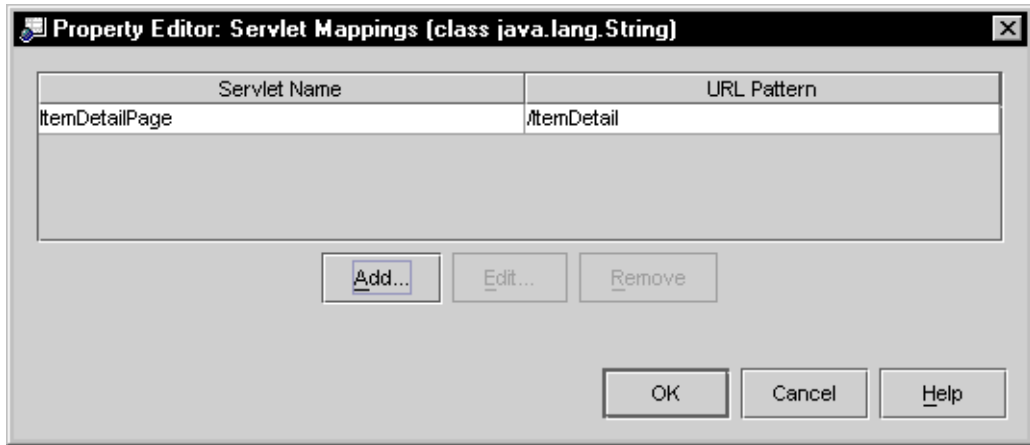 Property Editor: Servlet Mappings (class java.lang.String)
Servlet Name URL Pattern
ItemDetailPage /ItemDetail
Add... Edit... Remove
OK Cancel Help